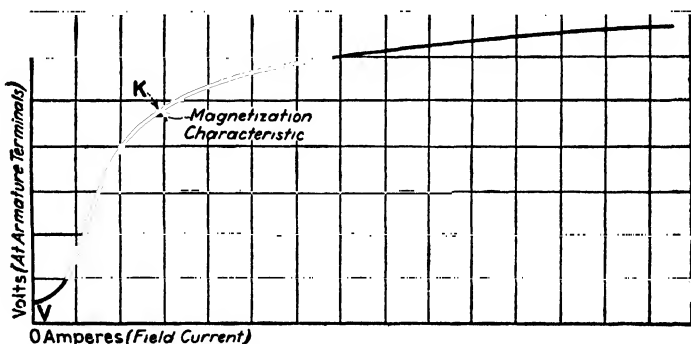 K
Magnetization
Characteristic
Volts (At Armature Terminals)
V
0 Amperes (Field Current)